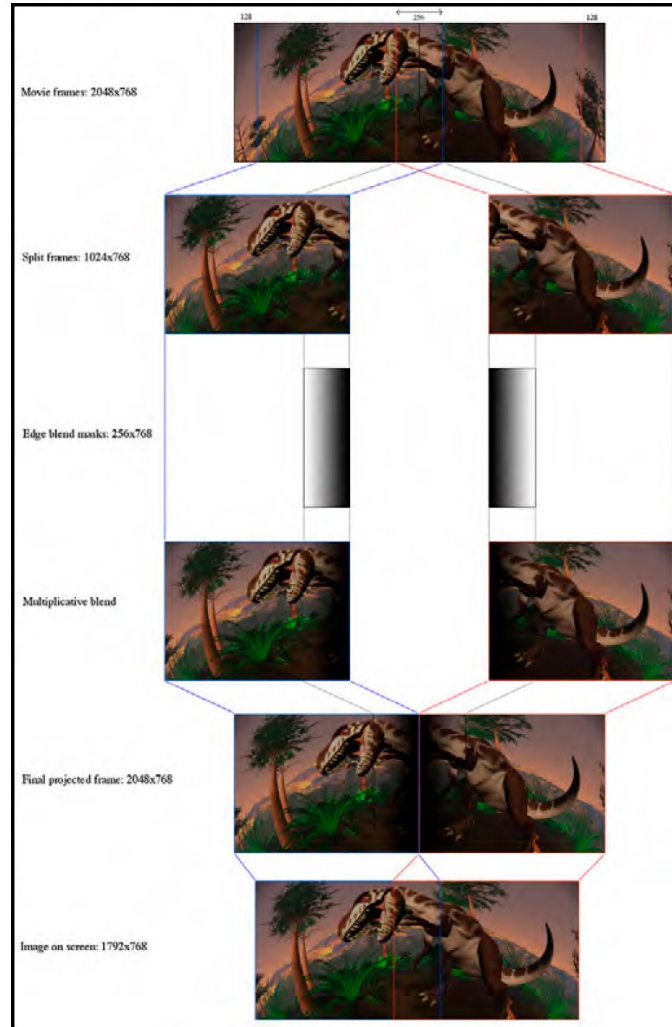 128 256 128
Movie frames: 2048x768
Split frames: 1024x768
Edge blend masks: 256x768
Multiplicative blend
Final projected frame: 2048x768
Image on screen: 1792x768